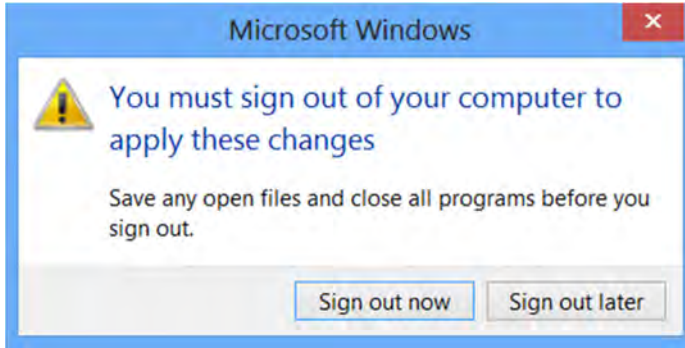 Microsoft Windows
You must sign out of your computer to
apply these changes
Save any open files and close all programs before you
sign out.
Sign out now
Sign out later